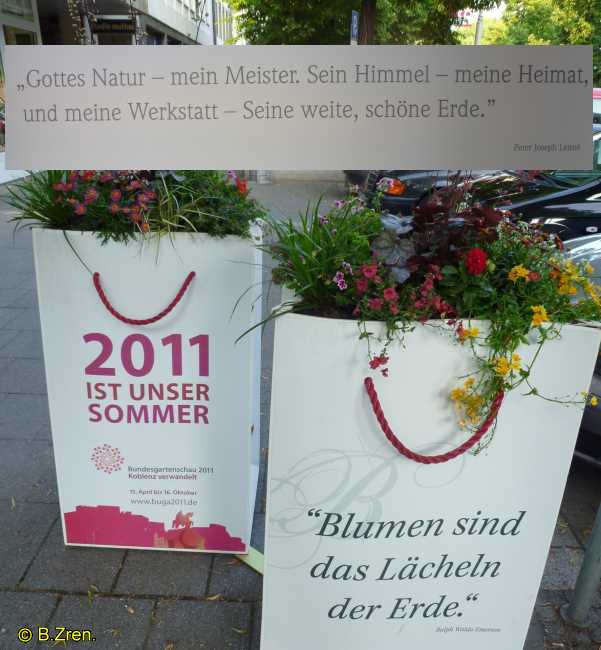 „Gottes Natur – mein Meister. Sein Himmel – meine Heimat,
und meine Werkstatt – Seine weite, schöne Erde.”
Peter Joseph Lenné
2011
IST UNSER
SOMMER
Bundesgartenschau 2011
Koblenz verwandelt
15. April bis 16. Oktober
www.buga2011.de
“Blumen sind
das Lächeln
der Erde.“
Ralph Waldo Emerson
© B.Zren.